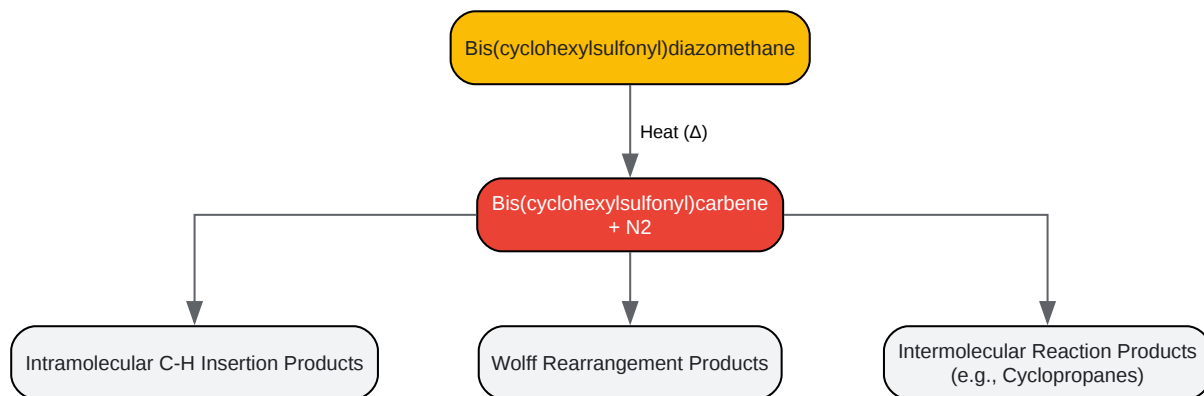 Bis(cyclohexylsulfonyl)diazomethane
Heat (Δ)
Bis(cyclohexylsulfonyl)carbene
+ N2
Intramolecular C-H Insertion Products
Wolff Rearrangement Products
Intermolecular Reaction Products
(e.g., Cyclopropanes)